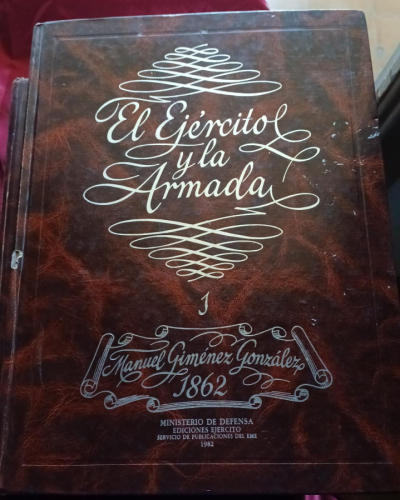 El Ejército
y la
Armada
1
Manuel Giménez González
1862
MINISTERIO DE DEFENSA
EDICIONES EJERCITO
SERVICIO DE PUBLICACIONES DEL EME
1982